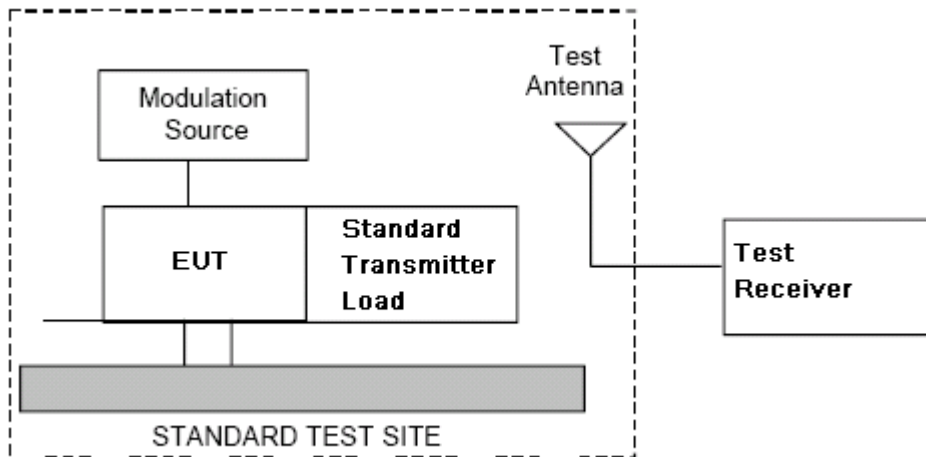 Test
Antenna
Modulation
Source
EUT
Standard
Transmitter
Load
Test
Receiver
STANDARD TEST SITE